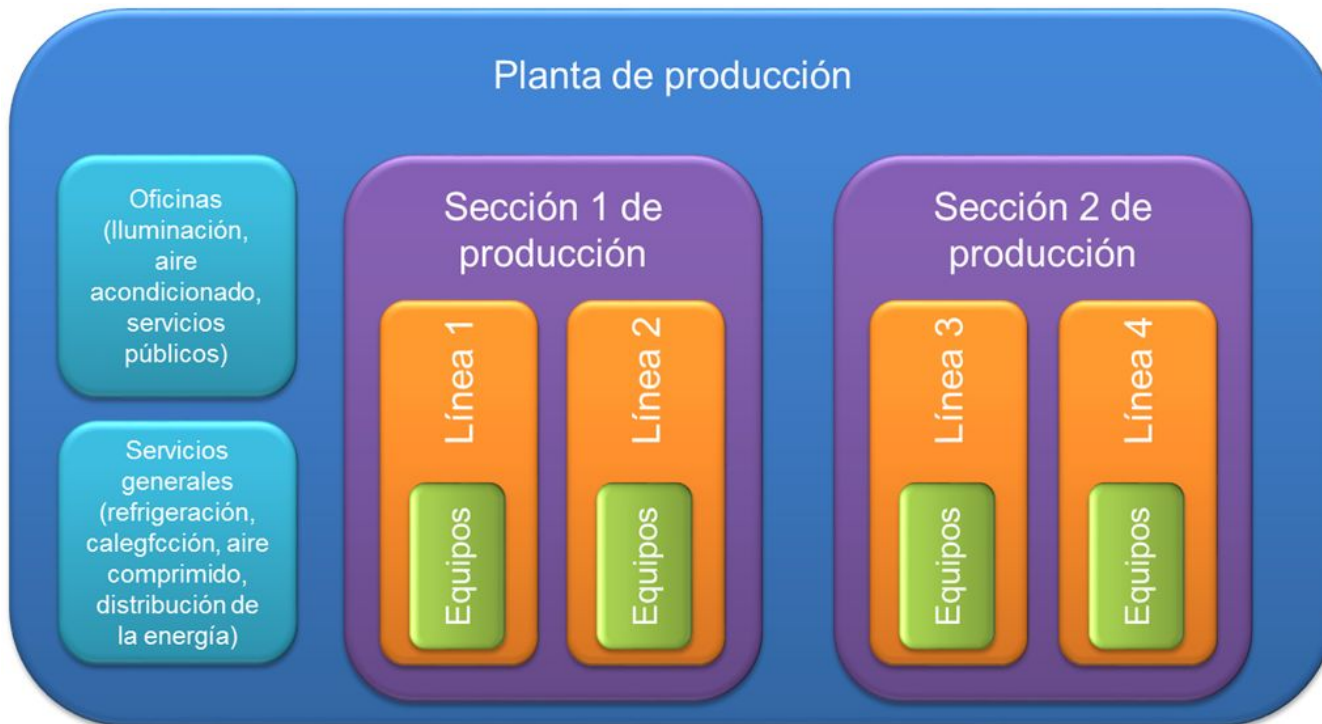 Planta de producción
Oficinas
(Iluminación,
aire
acondicionado,
servicios
públicos)
Servicios
generales
(refrigeración,
calegfcción, aire
comprimido,
distribución de
la energía)
Sección 1 de
producción
Línea 1
Equipos
Línea 2
Equipos
Sección 2 de
producción
Línea 3
Equipos
Línea 4
Equipos